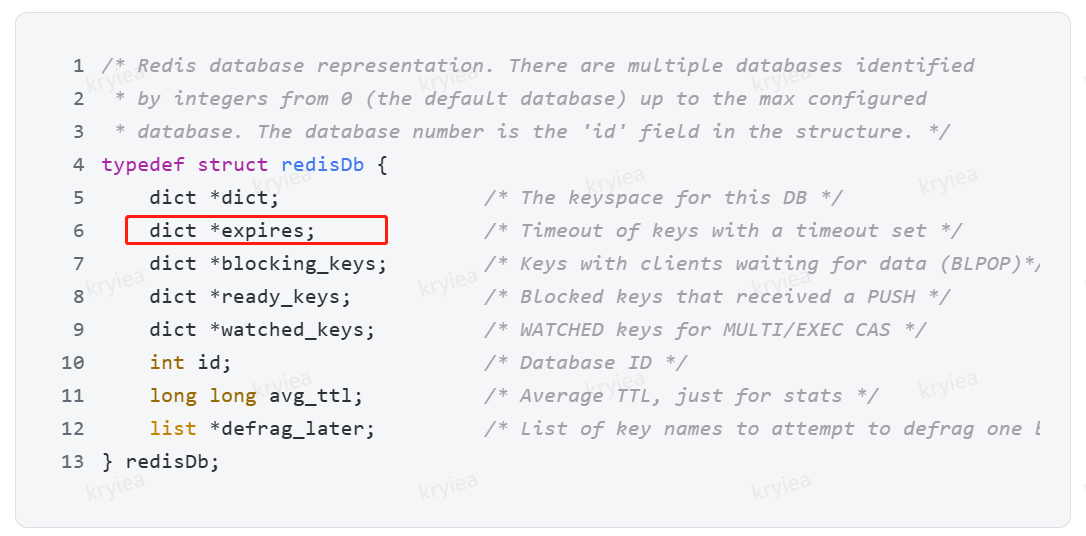 1 /* Redis database representation. There are multiple databases identified
2 * by integers from 0 (the default database) up to the max configured
3 * database. The database number is the 'id' field in the structure. */
4 typedef struct redisDb {
5 dict *dict; /* The keyspace for this DB */
6 dict *expires; /* Timeout of keys with a timeout set */
7 dict *blocking_keys; /* Keys with clients waiting for data (BLPOP)*/
8 dict *ready_keys; /* Blocked keys that received a PUSH */
9 dict *watched_keys; /* WATCHED keys for MULTI/EXEC CAS */
10 int id; /* Database ID */
11 long long avg_ttl; /* Average TTL, just for stats */
12 list *defrag_later; /* List of key names to attempt to defrag one
13 } redisDb;
kryiea kryiea kryiea
kryiea kryiea kryiea
kryiea kryiea kryiea
kryiea kryiea kryiea
kryiea kryiea kryiea